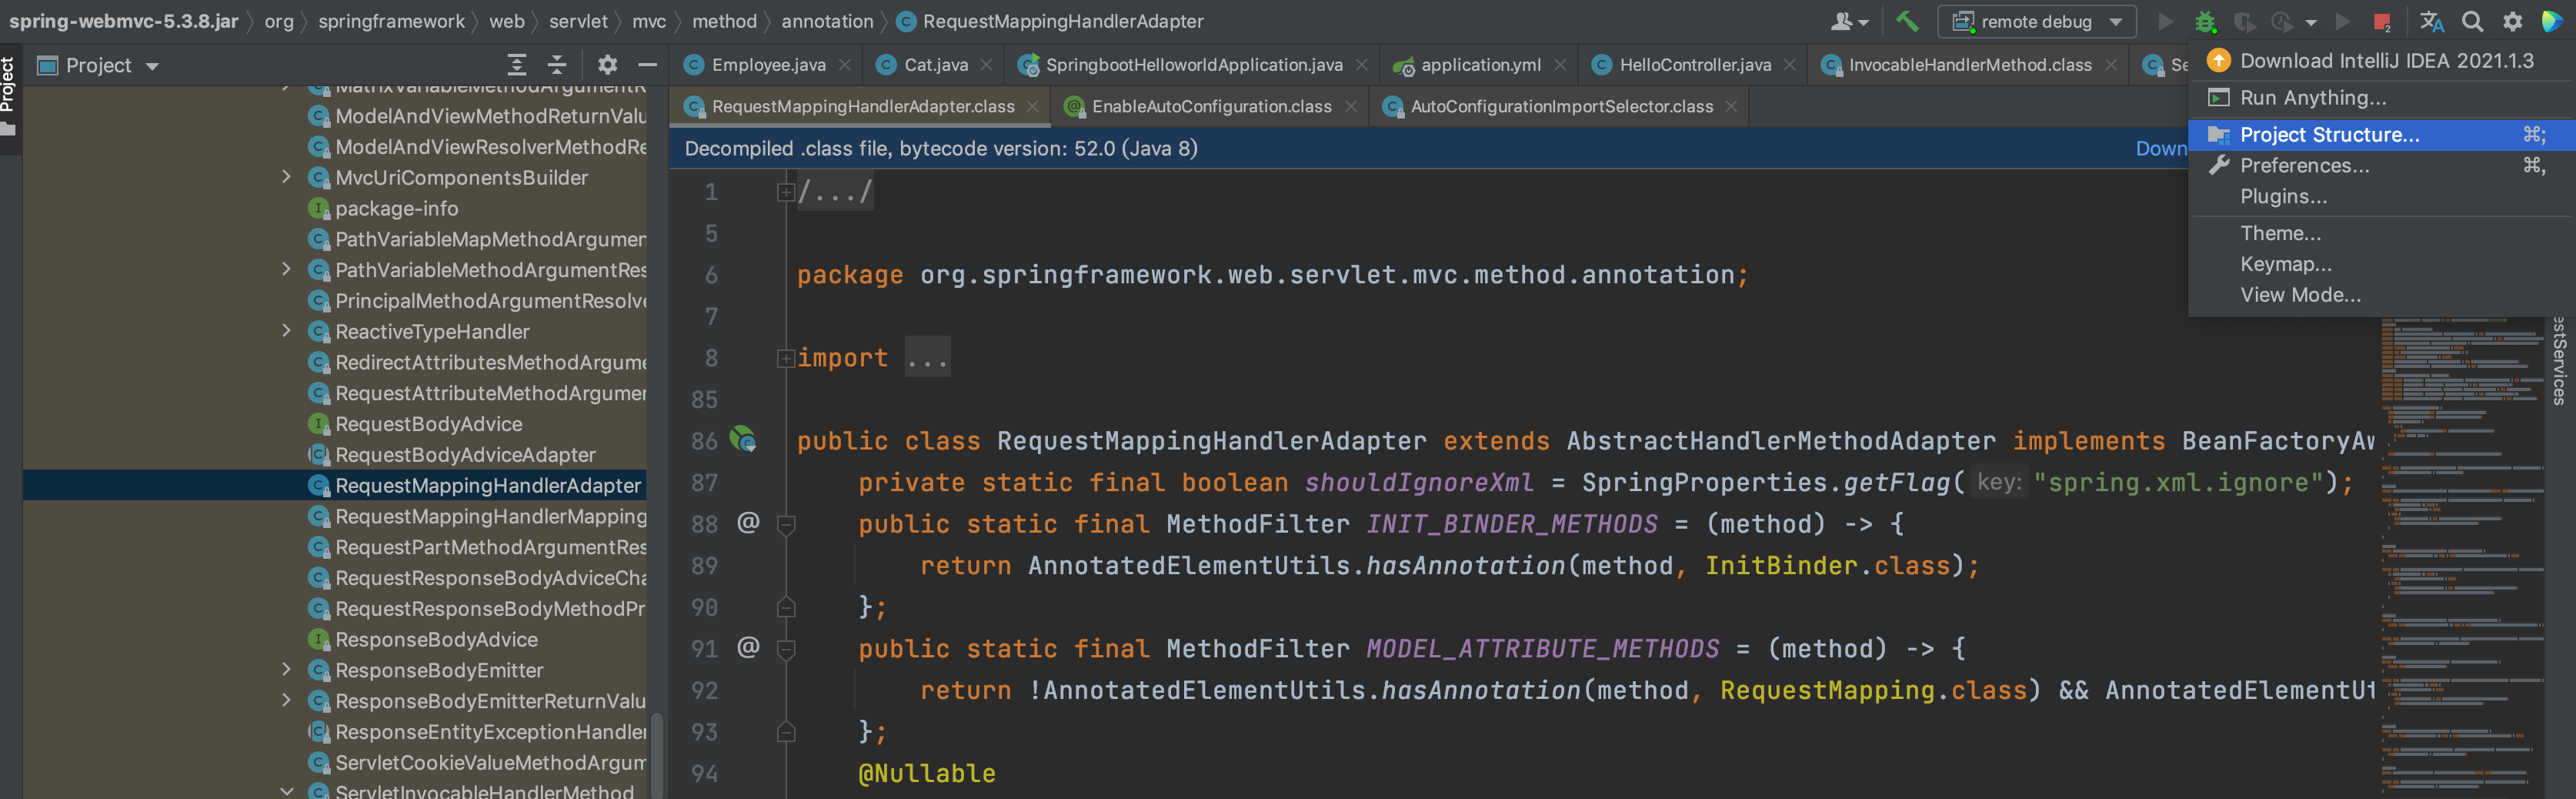 spring-webmvc-5.3.8.jar org springframework web servlet mvc method annotation RequestMappingHandlerAdapter
remote debug
2
Project
Project
MatrixVariableMethodArgumentR
ModelAndViewMethodReturnValu
ModelAndViewResolverMethodRe
MvcUriComponentsBuilder
package-info
PathVariableMapMethodArgumen
PathVariableMethodArgumentRes
PrincipalMethodArgumentResolve
ReactiveTypeHandler
RedirectAttributesMethodArgume
RequestAttributeMethodArgumen
RequestBodyAdvice
RequestBodyAdviceAdapter
RequestMappingHandlerAdapter
RequestMappingHandlerMapping
RequestPartMethodArgumentRes
RequestResponseBodyAdviceCha
RequestResponseBodyMethodPr
ResponseBodyAdvice
ResponseBodyEmitter
ResponseBodyEmitterReturnValu
ResponseEntityExceptionHandler
ServletCookieValueMethodArgum
ServletInvocableHandlerMethod
Employee.java Cat.java SpringbootHelloworldApplication.java application.yml HelloController.java InvocableHandlerMethod.class Se
RequestMappingHandlerAdapter.class EnableAutoConfiguration.class AutoConfigurationImportSelector.class
Decompiled .class file, bytecode version: 52.0 (Java 8) Down
1 /.../
5
6 package org.springframework.web.servlet.mvc.method.annotation;
7
8 import ...
85
86 public class RequestMappingHandlerAdapter extends AbstractHandlerMethodAdapter implements BeanFactoryAw
87 private static final boolean shouldIgnoreXml = SpringProperties.getFlag( key: "spring.xml.ignore");
88 @ public static final MethodFilter INIT_BINDER_METHODS = (method) -> {
89 return AnnotatedElementUtils.hasAnnotation(method, InitBinder.class);
90 };
91 @ public static final MethodFilter MODEL_ATTRIBUTE_METHODS = (method) -> {
92 return !AnnotatedElementUtils.hasAnnotation(method, RequestMapping.class) && AnnotatedElementUt
93 };
94 @Nullable
Download IntelliJ IDEA 2021.1.3
Run Anything...
Project Structure... ⌘;
Preferences... ⌘,
Plugins...
Theme...
Keymap...
View Mode...
estServices